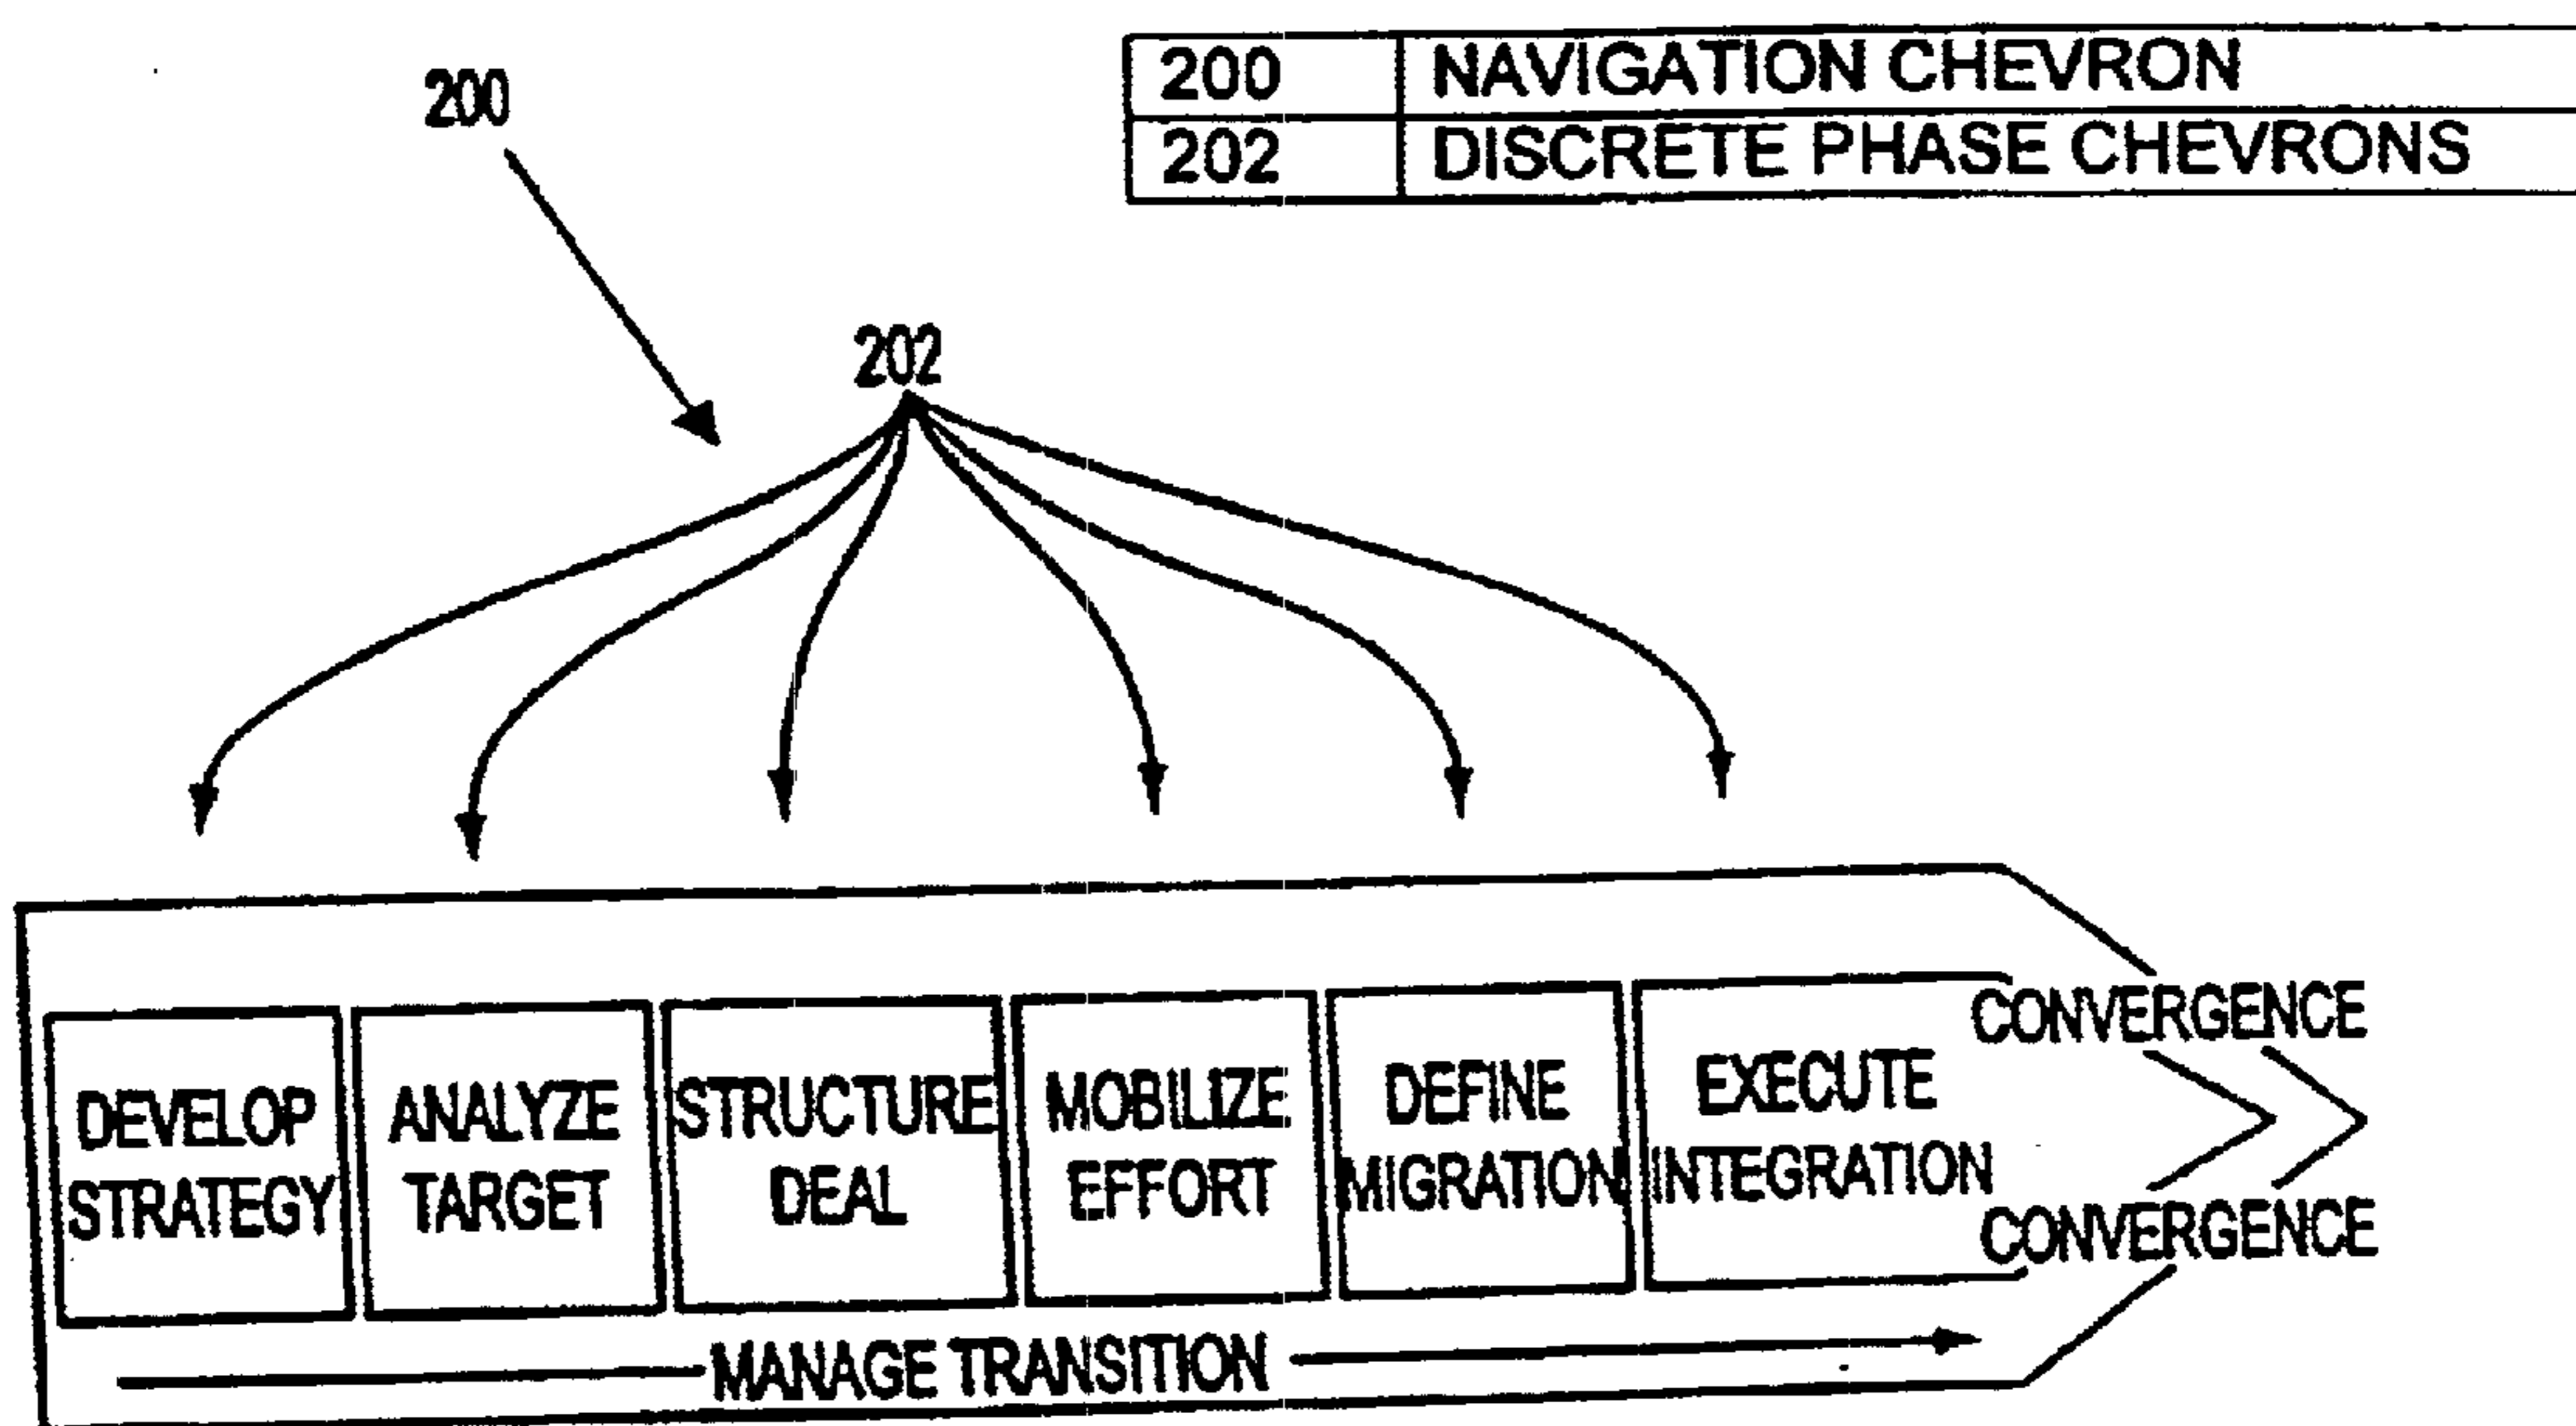 200 NAVIGATION CHEVRON
202 DISCRETE PHASE CHEVRONS
200
202
DEVELOP
STRATEGY
ANALYZE
TARGET
STRUCTURE
DEAL
MOBILIZE
EFFORT
DEFINE
MIGRATION
EXECUTE
INTEGRATION
CONVERGENCE
CONVERGENCE
MANAGE TRANSITION